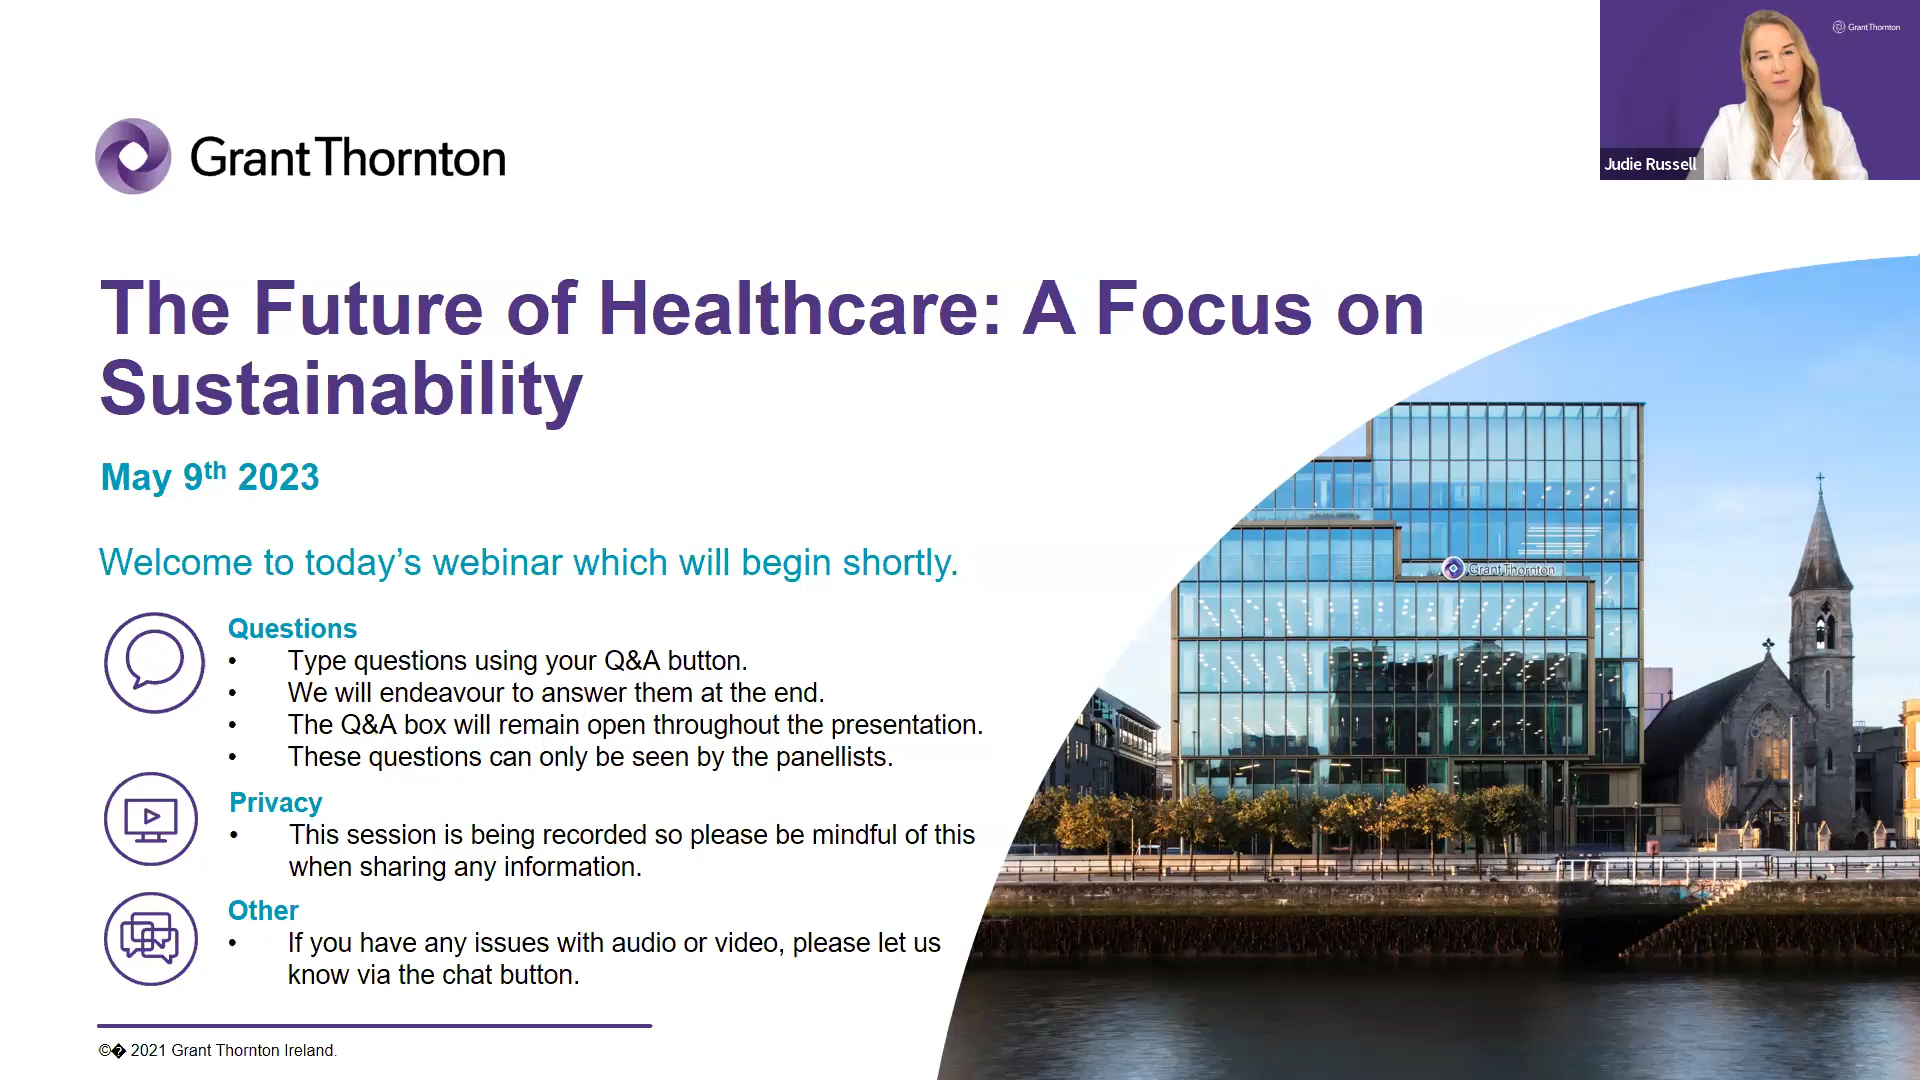 GrantThornton
Judie Russell
Grant Thornton
The Future of Healthcare: A Focus on
Sustainability
May 9th 2023
Welcome to today’s webinar which will begin shortly.
Questions
• Type questions using your Q&A button.
• We will endeavour to answer them at the end.
• The Q&A box will remain open throughout the presentation.
• These questions can only be seen by the panellists.
Privacy
• This session is being recorded so please be mindful of this
when sharing any information.
Other
• If you have any issues with audio or video, please let us
know via the chat button.
©� 2021 Grant Thornton Ireland.
Grant Thornton